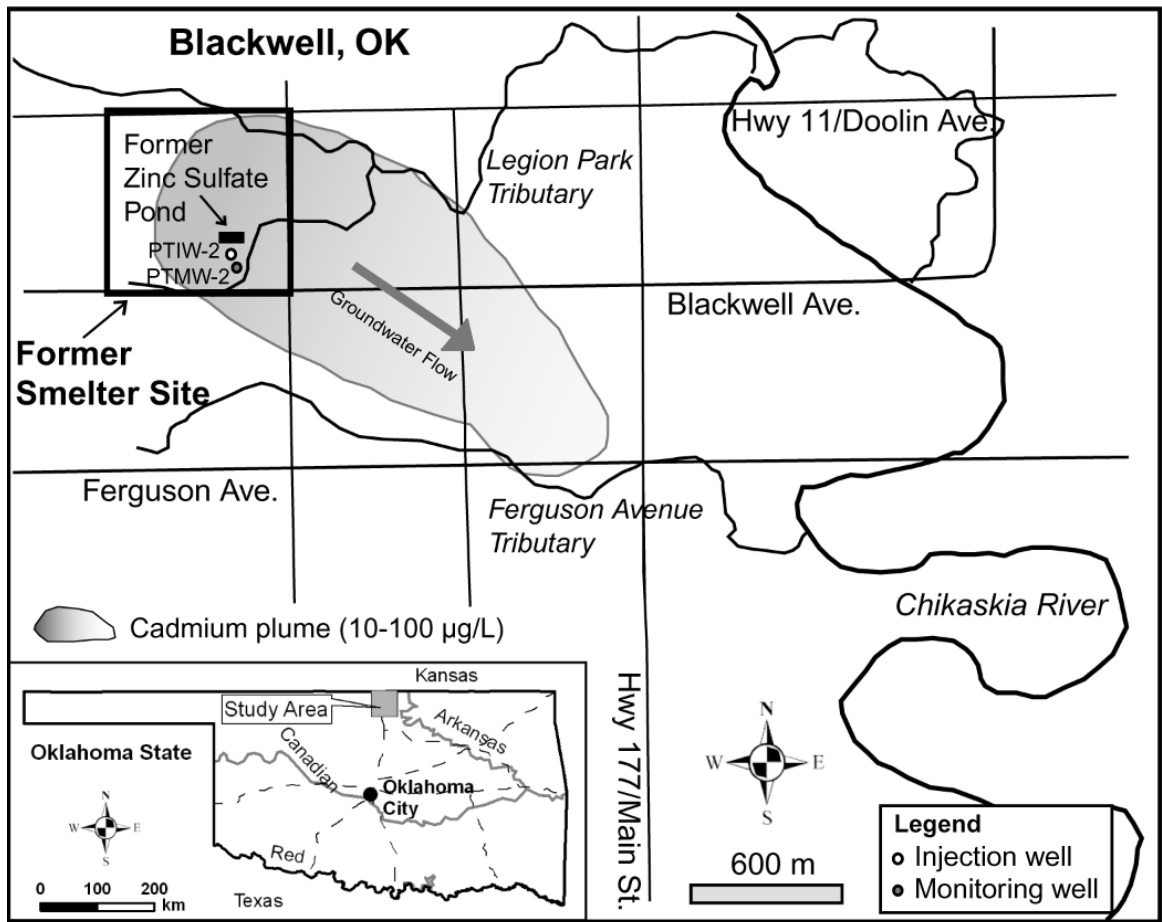 Blackwell, OK
Former
Zinc Sulfate
Pond
PTIW-2
PTMW-2
Former
Smelter Site
Legion Park
Tributary
Hwy 11/Doolin Ave.
Groundwater Flow
Blackwell Ave.
Ferguson Ave.
Ferguson Avenue
Tributary
Chikaskia River
Cadmium plume (10-100 µg/L)
Hwy 177/Main St.
Kansas
Study Area
Arkansas
Oklahoma State
Canadian
Oklahoma
City
N
W E
S
Red
Texas
0 100 200
km
N
W E
S
600 m
Legend
Injection well
Monitoring well